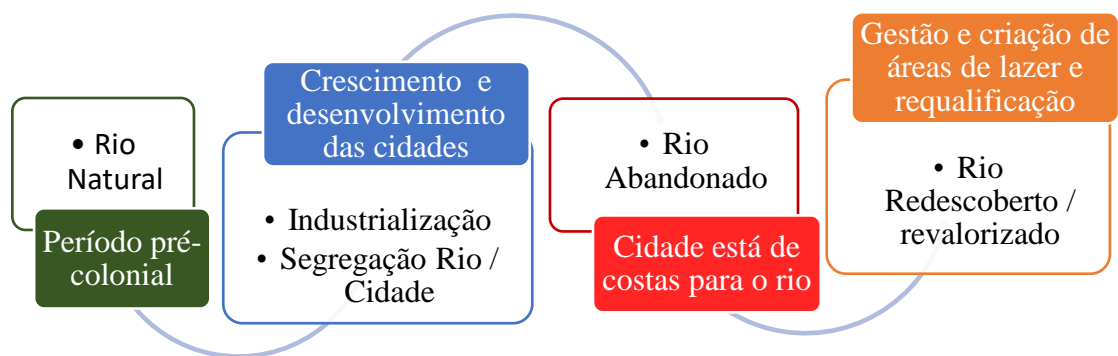 • Rio
Natural
Período pré-
colonial
Crescimento e
desenvolvimento
das cidades
• Industrialização
• Segregação Rio /
Cidade
• Rio
Abandonado
Cidade está de
costas para o rio
Gestão e criação de
áreas de lazer e
requalificação
• Rio
Redescoberto /
revalorizado